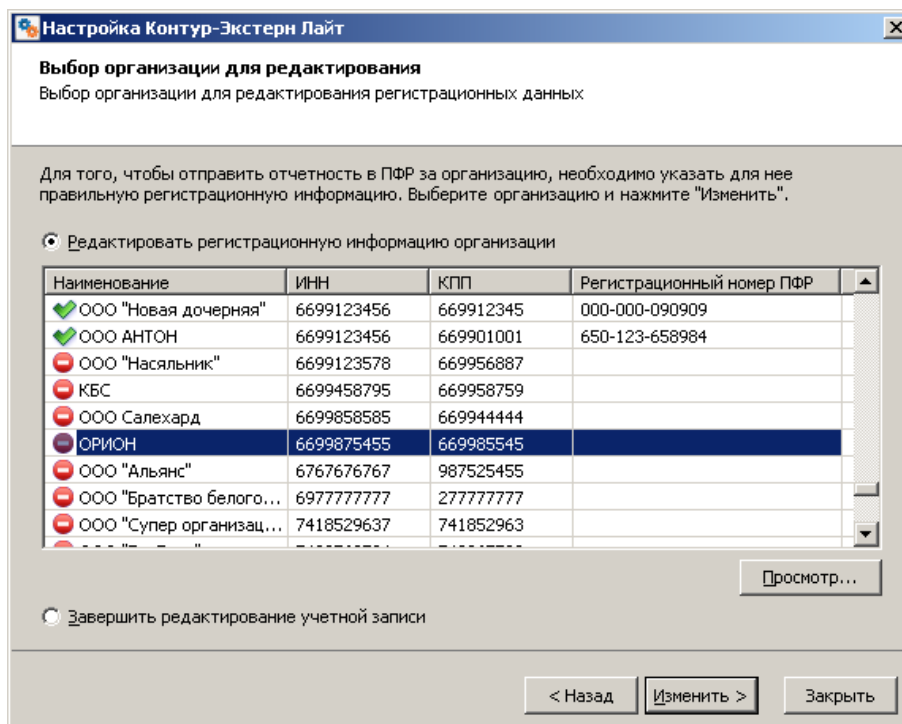 Настройка Контур-Экстерн Лайт
Выбор организации для редактирования
Выбор организации для редактирования регистрационных данных
Для того, чтобы отправить отчетность в ПФР за организацию, необходимо указать для нее
правильную регистрационную информацию. Выберите организацию и нажмите "Изменить".
Редактировать регистрационную информацию организации
Наименование ИНН КПП Регистрационный номер ПФР
ООО "Новая дочерняя" 6699123456 669912345 000-000-090909
ООО АНТОН 6699123456 669901001 650-123-658984
ООО "Насяльник" 6699123578 669956887
КБС 6699458795 669958759
ООО Салехард 6699858585 669944444
ОРИОН 6699875455 669985545
ООО "Альянс" 6767676767 987525455
ООО "Братство белого... 6977777777 277777777
ООО "Супер организац... 7418529637 741852963
Просмотр...
Завершить редактирование учетной записи
< Назад Изменить > Закрыть